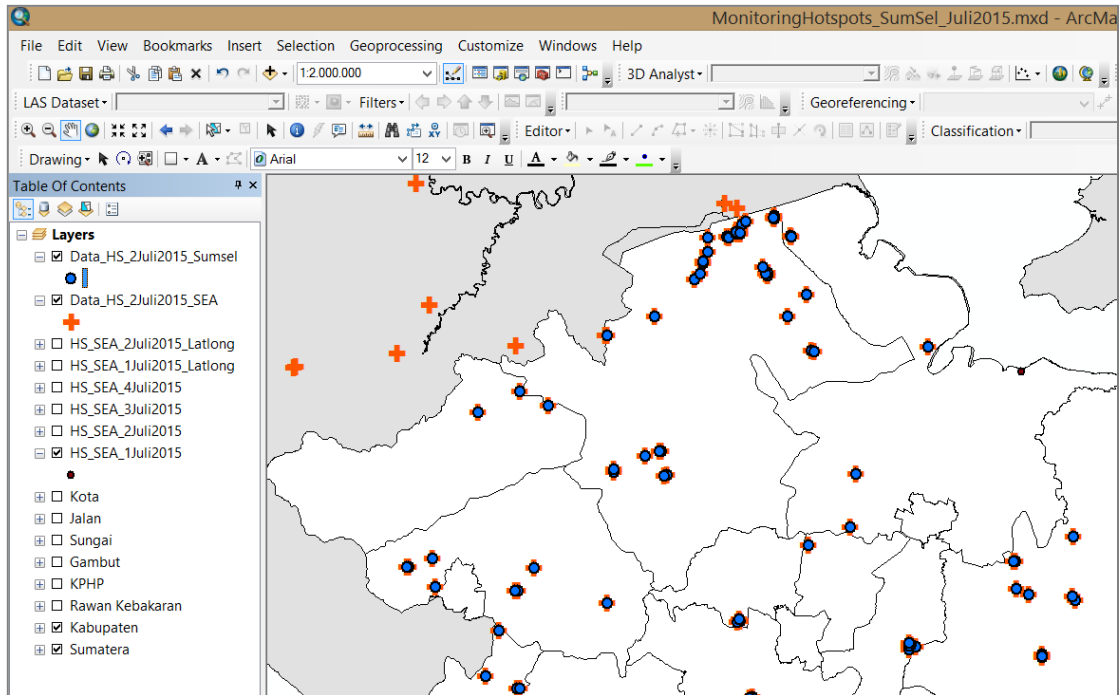 MonitoringHotspots_SumSel_Juli2015.mxd - ArcMa
File Edit View Bookmarks Insert Selection Geoprocessing Customize Windows Help
1:2.000.000 3D Analyst
LAS Dataset Filters Georeferencing
Editor Classification
Drawing A Arial 12 B I U A
Table Of Contents
Layers
Data_HS_2Juli2015_Sumsel
Data_HS_2Juli2015_SEA
HS_SEA_2Juli2015_Latlong
HS_SEA_1Juli2015_Latlong
HS_SEA_4Juli2015
HS_SEA_3Juli2015
HS_SEA_2Juli2015
HS_SEA_1Juli2015
Kota
Jalan
Sungai
Gambut
KPHP
Rawan Kebakaran
Kabupaten
Sumatera